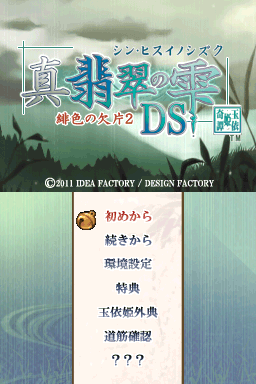 シン・ヒスイノシズク
真 翡翠の雫
緋色の欠片2
DS
玉依姫奇譚
TM
©2011 IDEA FACTORY / DESIGN FACTORY
初めから
続きから
環境設定
特典
玉依姫外典
道筋確認
？？？